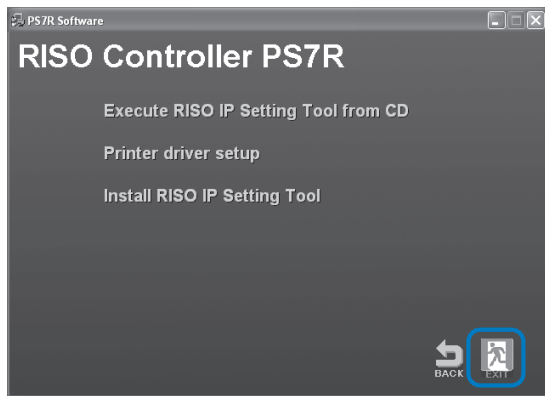 PS7R Software
RISO Controller PS7R
Execute RISO IP Setting Tool from CD
Printer driver setup
Install RISO IP Setting Tool
BACK
EXIT